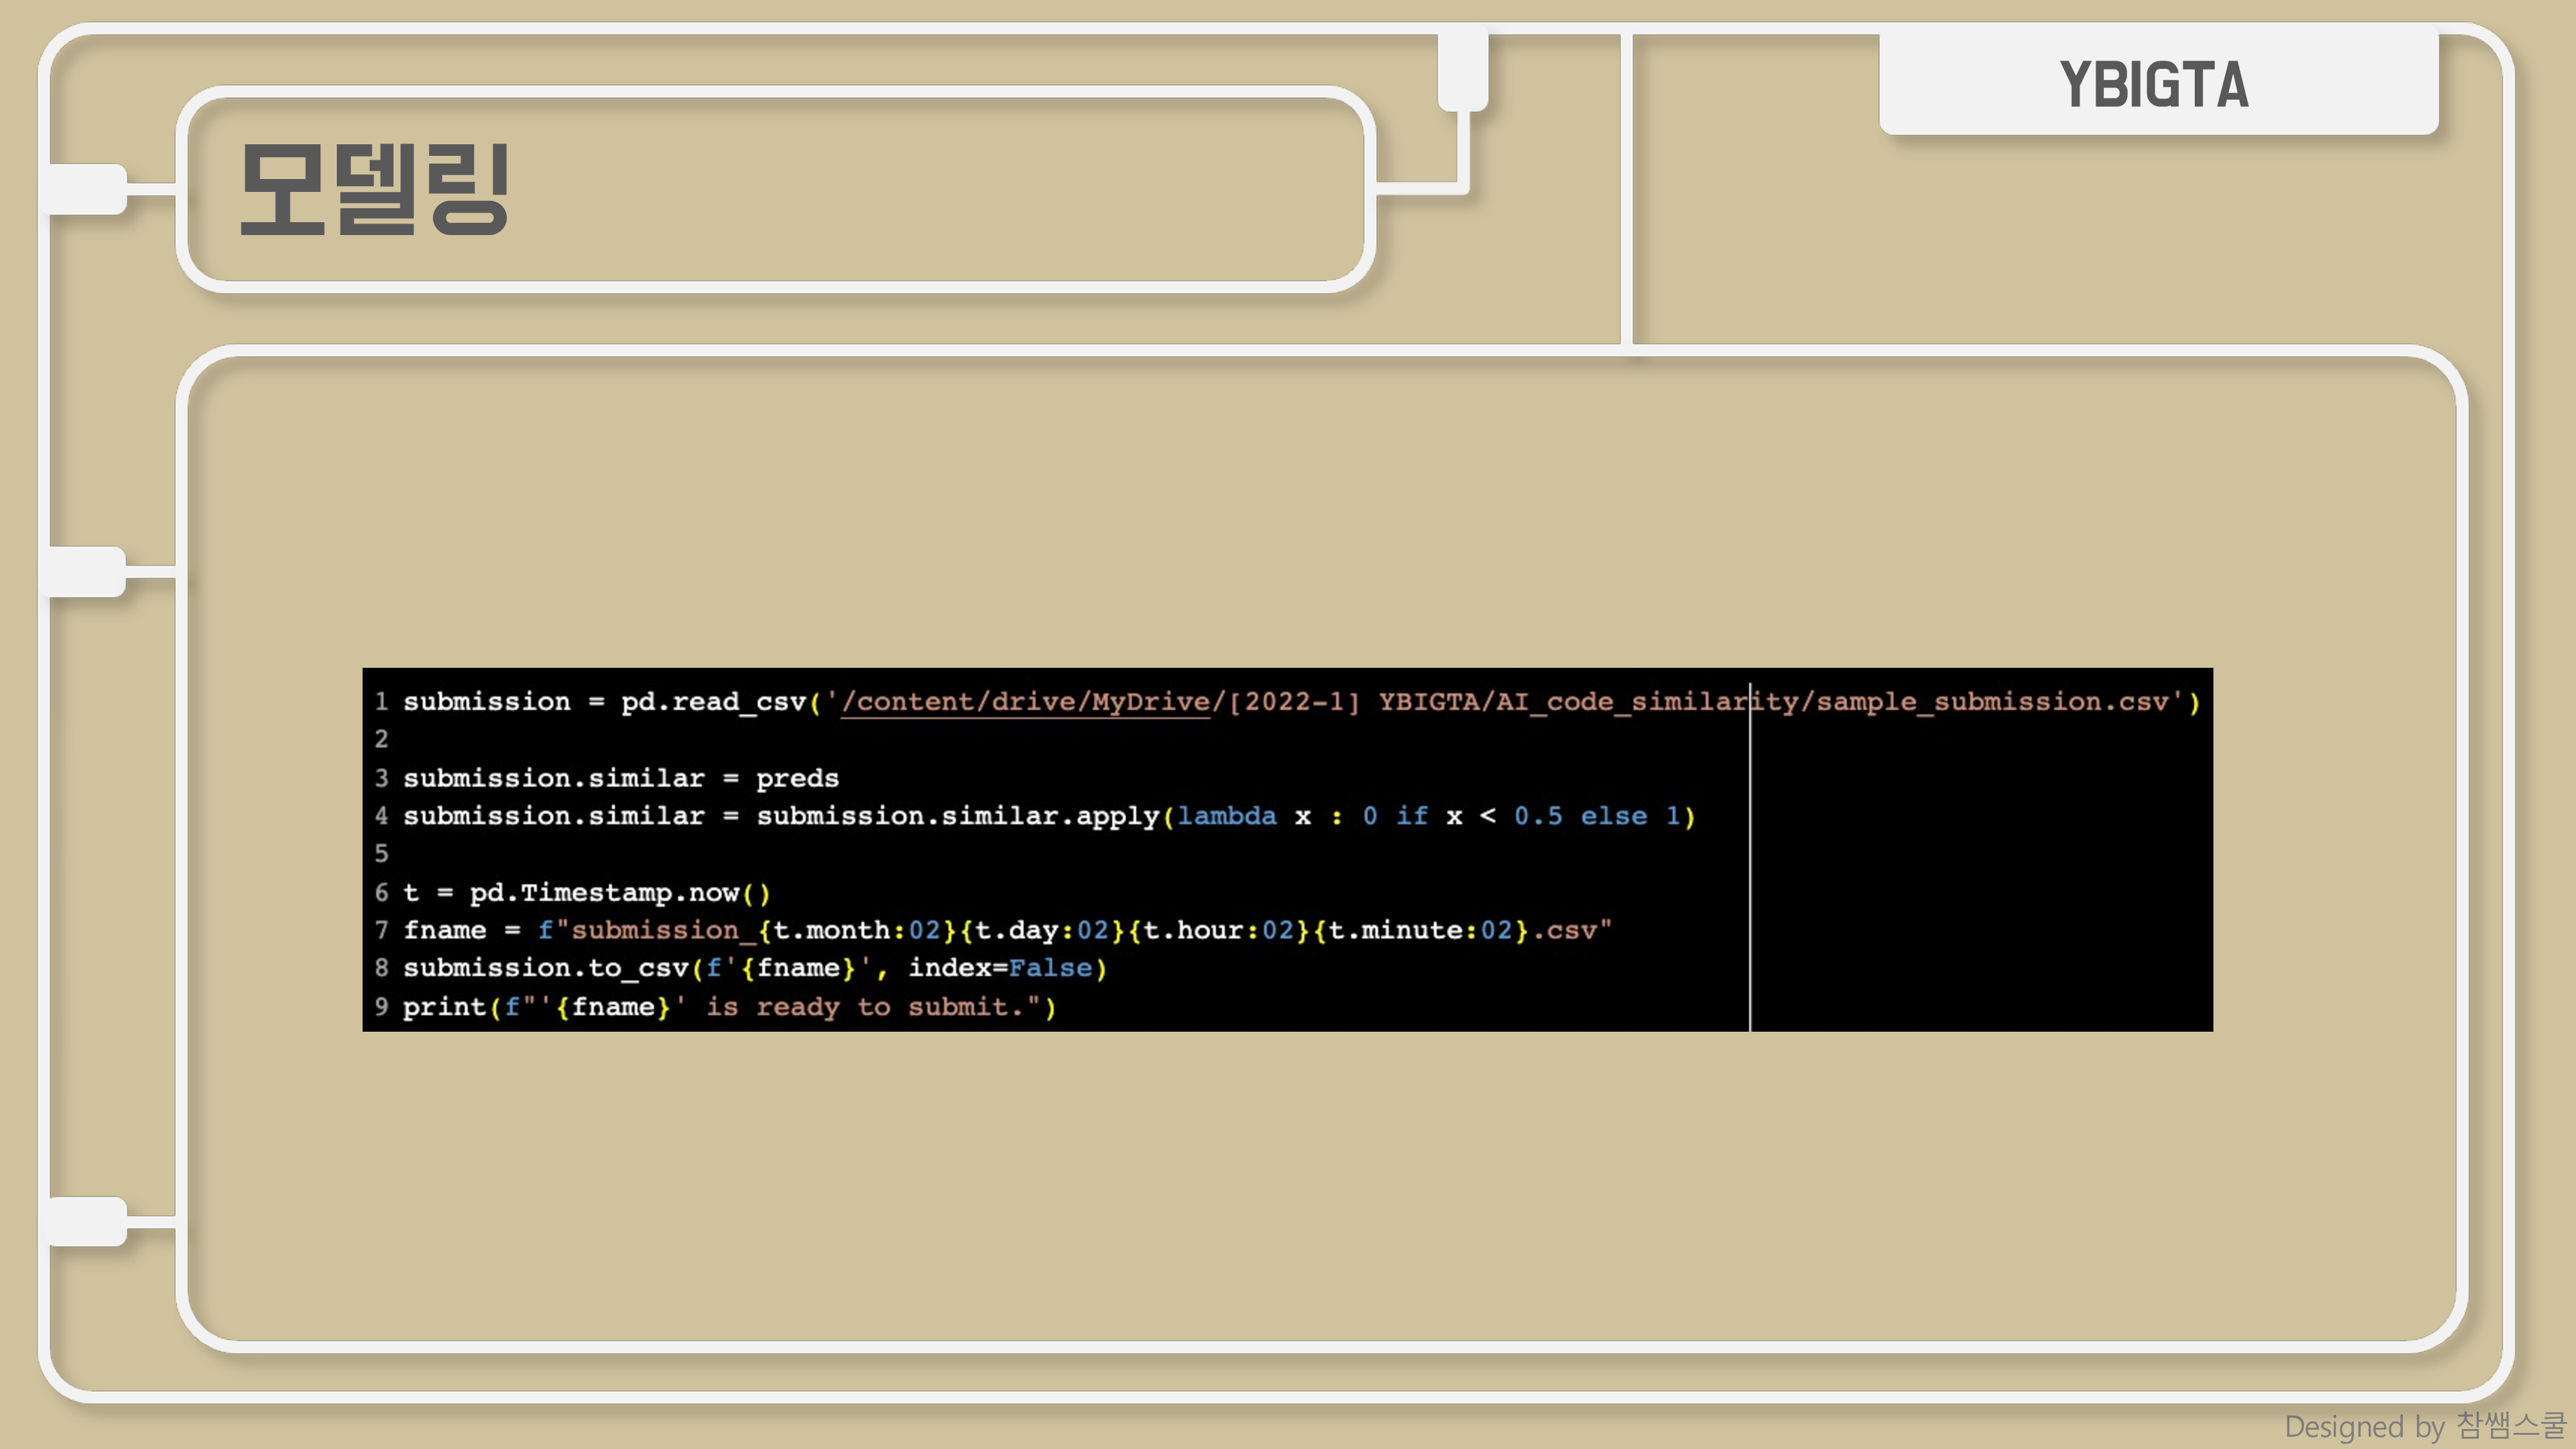 YBIGTA
모델링
1 submission = pd.read_csv('/content/drive/MyDrive/[2022-1] YBIGTA/AI_code_similarity/sample_submission.csv')
2
3 submission.similar = preds
4 submission.similar = submission.similar.apply(lambda x : 0 if x < 0.5 else 1)
5
6 t = pd.Timestamp.now()
7 fname = f"submission_{t.month:02}{t.day:02}{t.hour:02}{t.minute:02}.csv"
8 submission.to_csv(f'{fname}', index=False)
9 print(f"'{fname}' is ready to submit.")
Designed by 참쌤스쿨